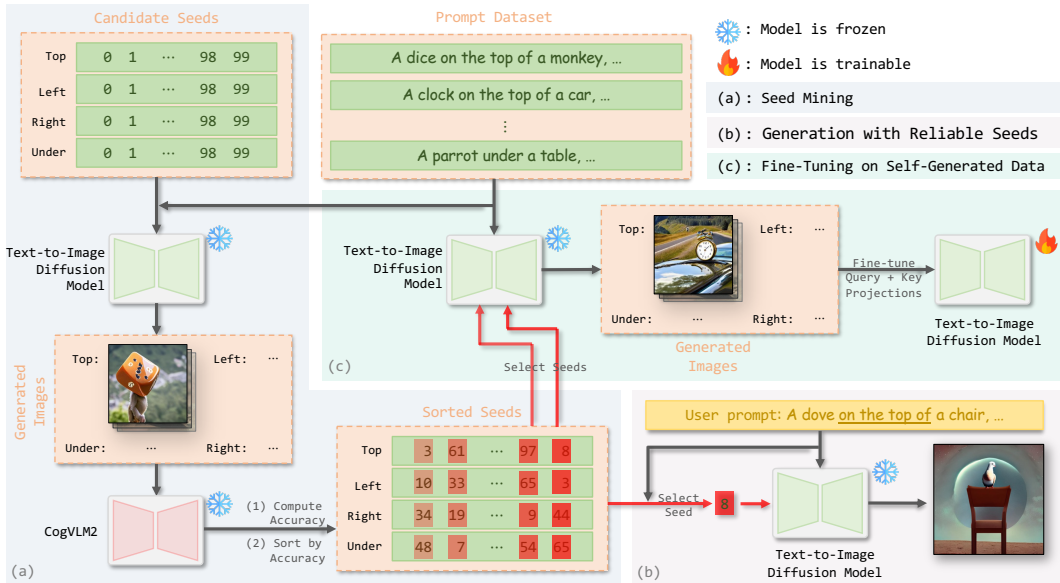 Candidate Seeds
Top 0 1 ... 98 99
Left 0 1 ... 98 99
Right 0 1 ... 98 99
Under 0 1 ... 98 99
Prompt Dataset
A dice on the top of a monkey, ...
A clock on the top of a car, ...
⋮
A parrot under a table, ...
: Model is frozen
: Model is trainable
(a): Seed Mining
(b): Generation with Reliable Seeds
(c): Fine-Tuning on Self-Generated Data
Text-to-Image
Diffusion
Model
Generated
Images
Top:
Left: ...
Under: ...
Right: ...
CogVLM2
(1) Compute
Accuracy
(2) Sort by
Accuracy
(a)
Sorted Seeds
Top 3 61 ... 97 8
Left 10 33 ... 65 3
Right 34 19 ... 9 44
Under 48 7 ... 54 65
Select Seeds
(c)
Text-to-Image
Diffusion
Model
Top:
Left: ...
Under: ...
Right: ...
Generated
Images
Fine-tune
Query + Key
Projections
Text-to-Image
Diffusion Model
User prompt: A dove on the top of a chair, ...
Select
Seed
8
Text-to-Image
Diffusion Model
(b)